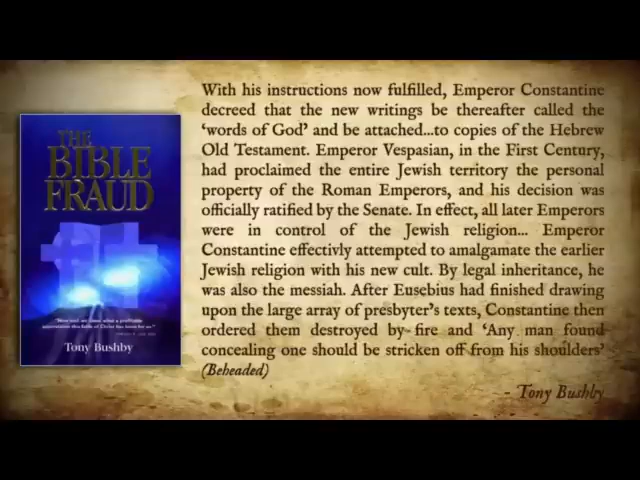 With his instructions now fulfilled, Emperor Constantine
decreed that the new writings be thereafter called the
‘words of God’ and be attached...to copies of the Hebrew
Old Testament. Emperor Vespasian, in the First Century,
had proclaimed the entire Jewish territory the personal
property of the Roman Emperors, and his decision was
officially ratified by the Senate. In effect, all later Emperors
were in control of the Jewish religion... Emperor
Constantine effectivly attempted to amalgamate the earlier
Jewish religion with his new cult. By legal inheritance, he
was also the messiah. After Eusebius had finished drawing
upon the large array of presbyter's texts, Constantine then
ordered them destroyed by fire and ‘Any man found
concealing one should be stricken off from his shoulders’
(Beheaded)
- Tony Bushby
THE
BIBLE
FRAUD
Tony Bushby